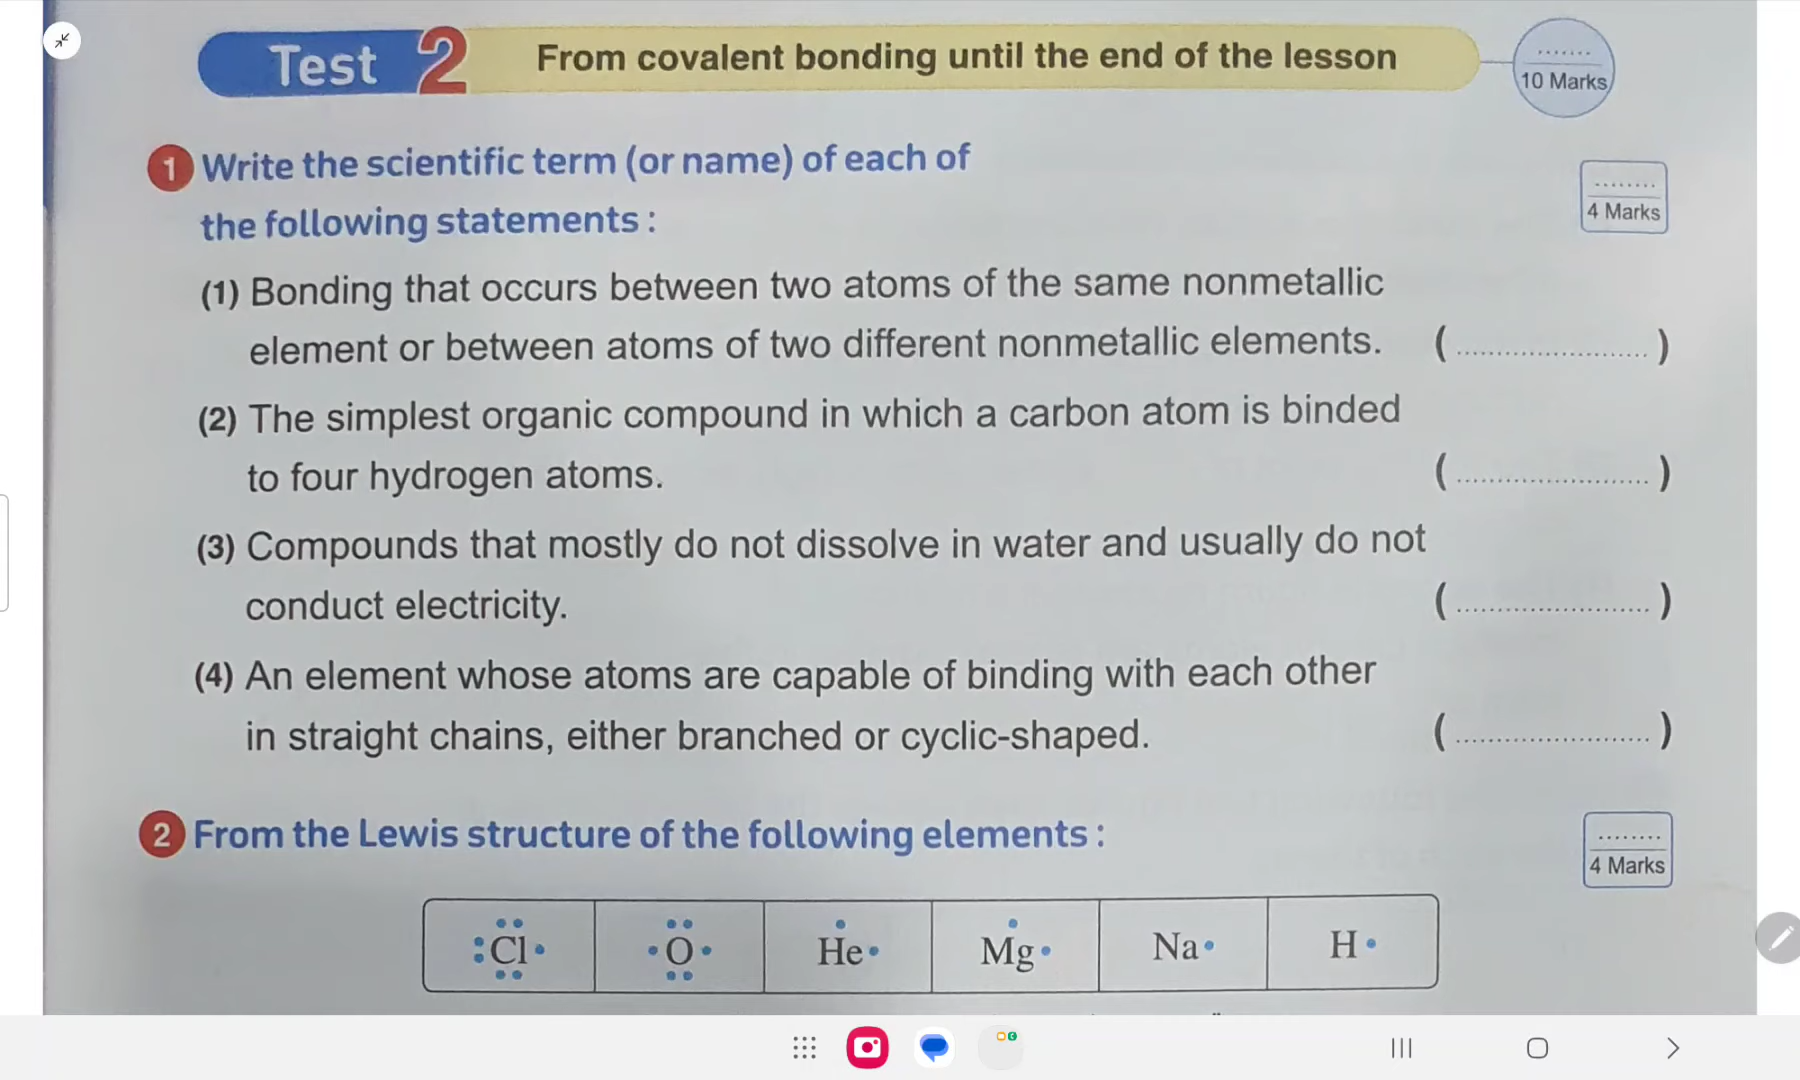 Test 2 From covalent bonding until the end of the lesson
........
10 Marks
1 Write the scientific term (or name) of each of
the following statements :
........
4 Marks
(1) Bonding that occurs between two atoms of the same nonmetallic
element or between atoms of two different nonmetallic elements. (........................)
(2) The simplest organic compound in which a carbon atom is binded
to four hydrogen atoms. (........................)
(3) Compounds that mostly do not dissolve in water and usually do not
conduct electricity. (........................)
(4) An element whose atoms are capable of binding with each other
in straight chains, either branched or cyclic-shaped. (........................)
2 From the Lewis structure of the following elements :
........
4 Marks
Cl O He Mg Na H